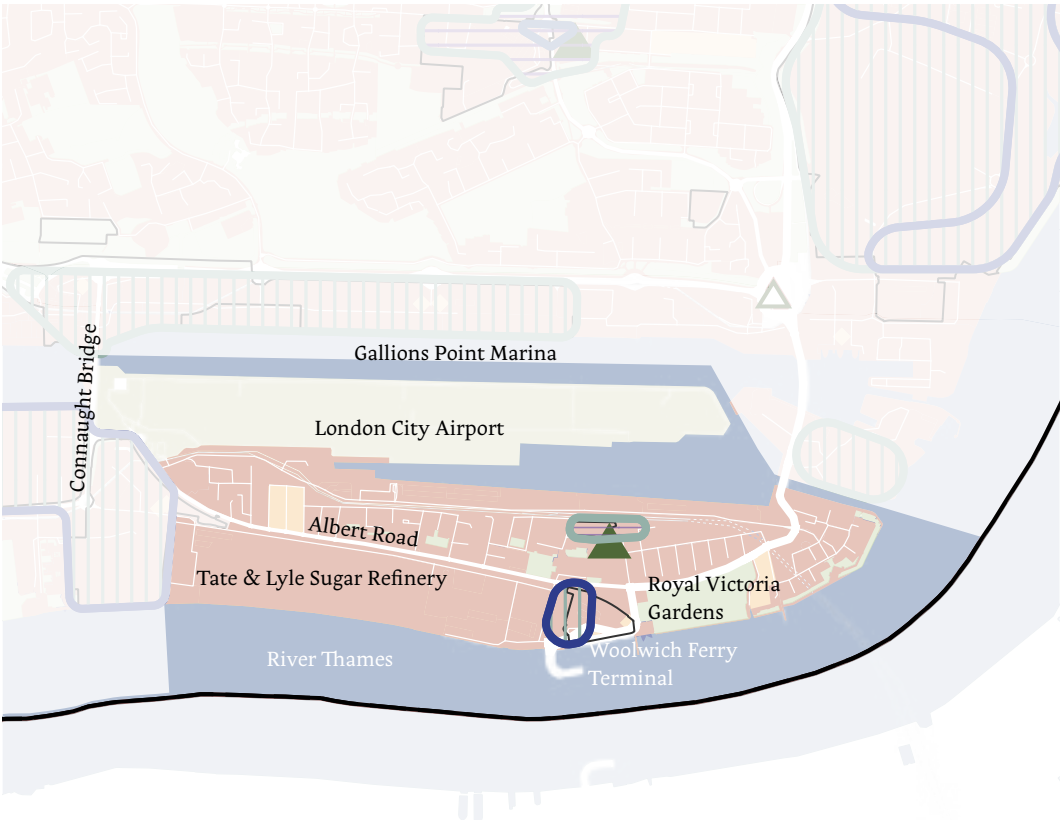 Gallions Point Marina
Connaught Bridge
London City Airport
Albert Road
Tate & Lyle Sugar Refinery
Royal Victoria
Gardens
River Thames
Woolwich Ferry
Terminal